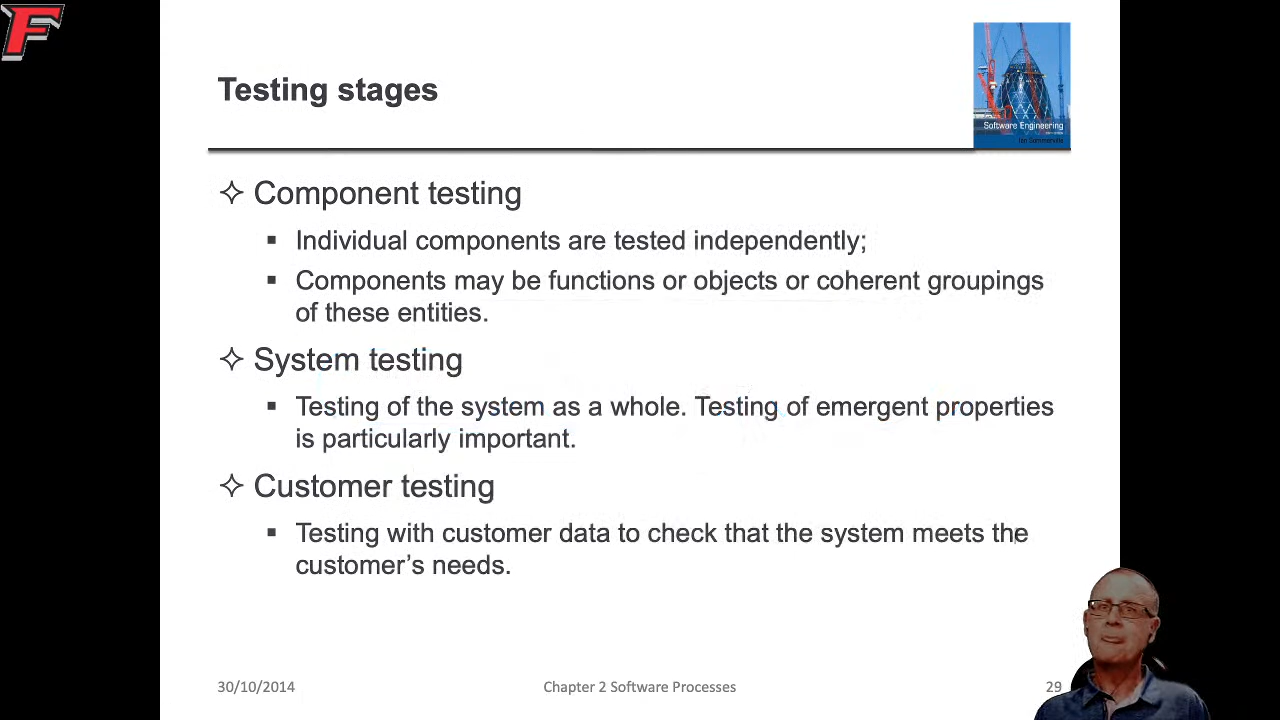 F
Testing stages
Software Engineering
Ian Sommerville
✧ Component testing
▪ Individual components are tested independently;
▪ Components may be functions or objects or coherent groupings
of these entities.
✧ System testing
▪ Testing of the system as a whole. Testing of emergent properties
is particularly important.
✧ Customer testing
▪ Testing with customer data to check that the system meets the
customer’s needs.
30/10/2014
Chapter 2 Software Processes
29